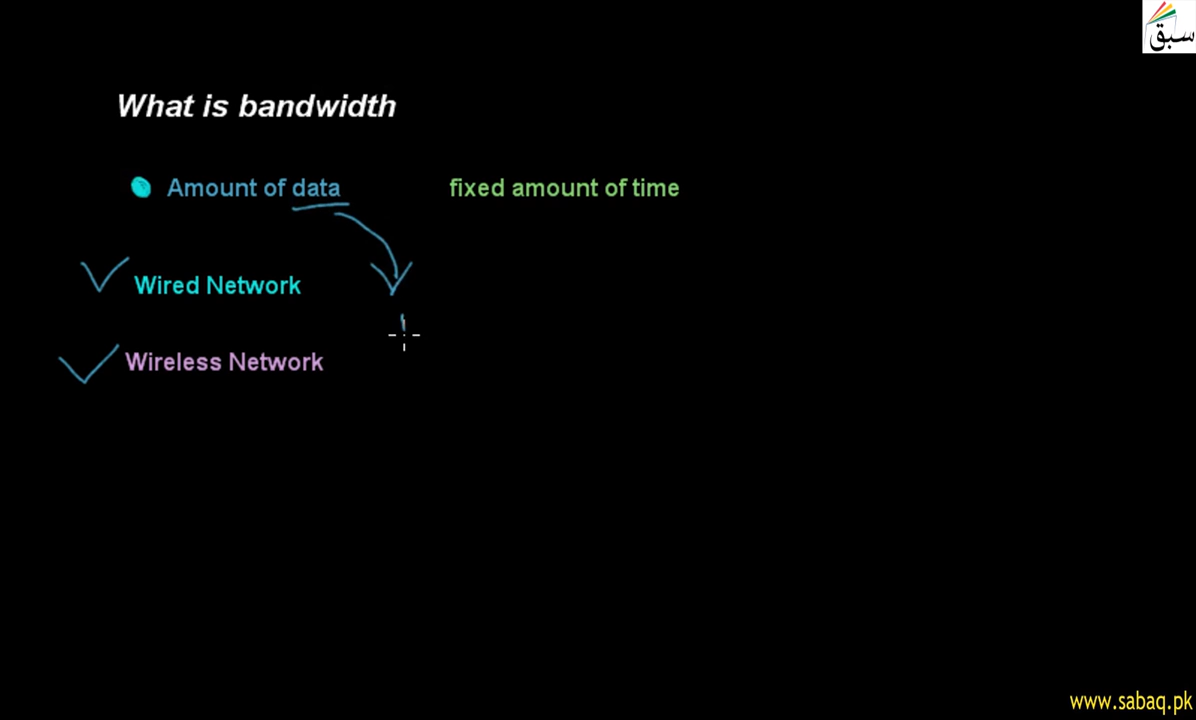 سبق
What is bandwidth
Amount of data fixed amount of time
Wired Network
Wireless Network
www.sabaq.pk